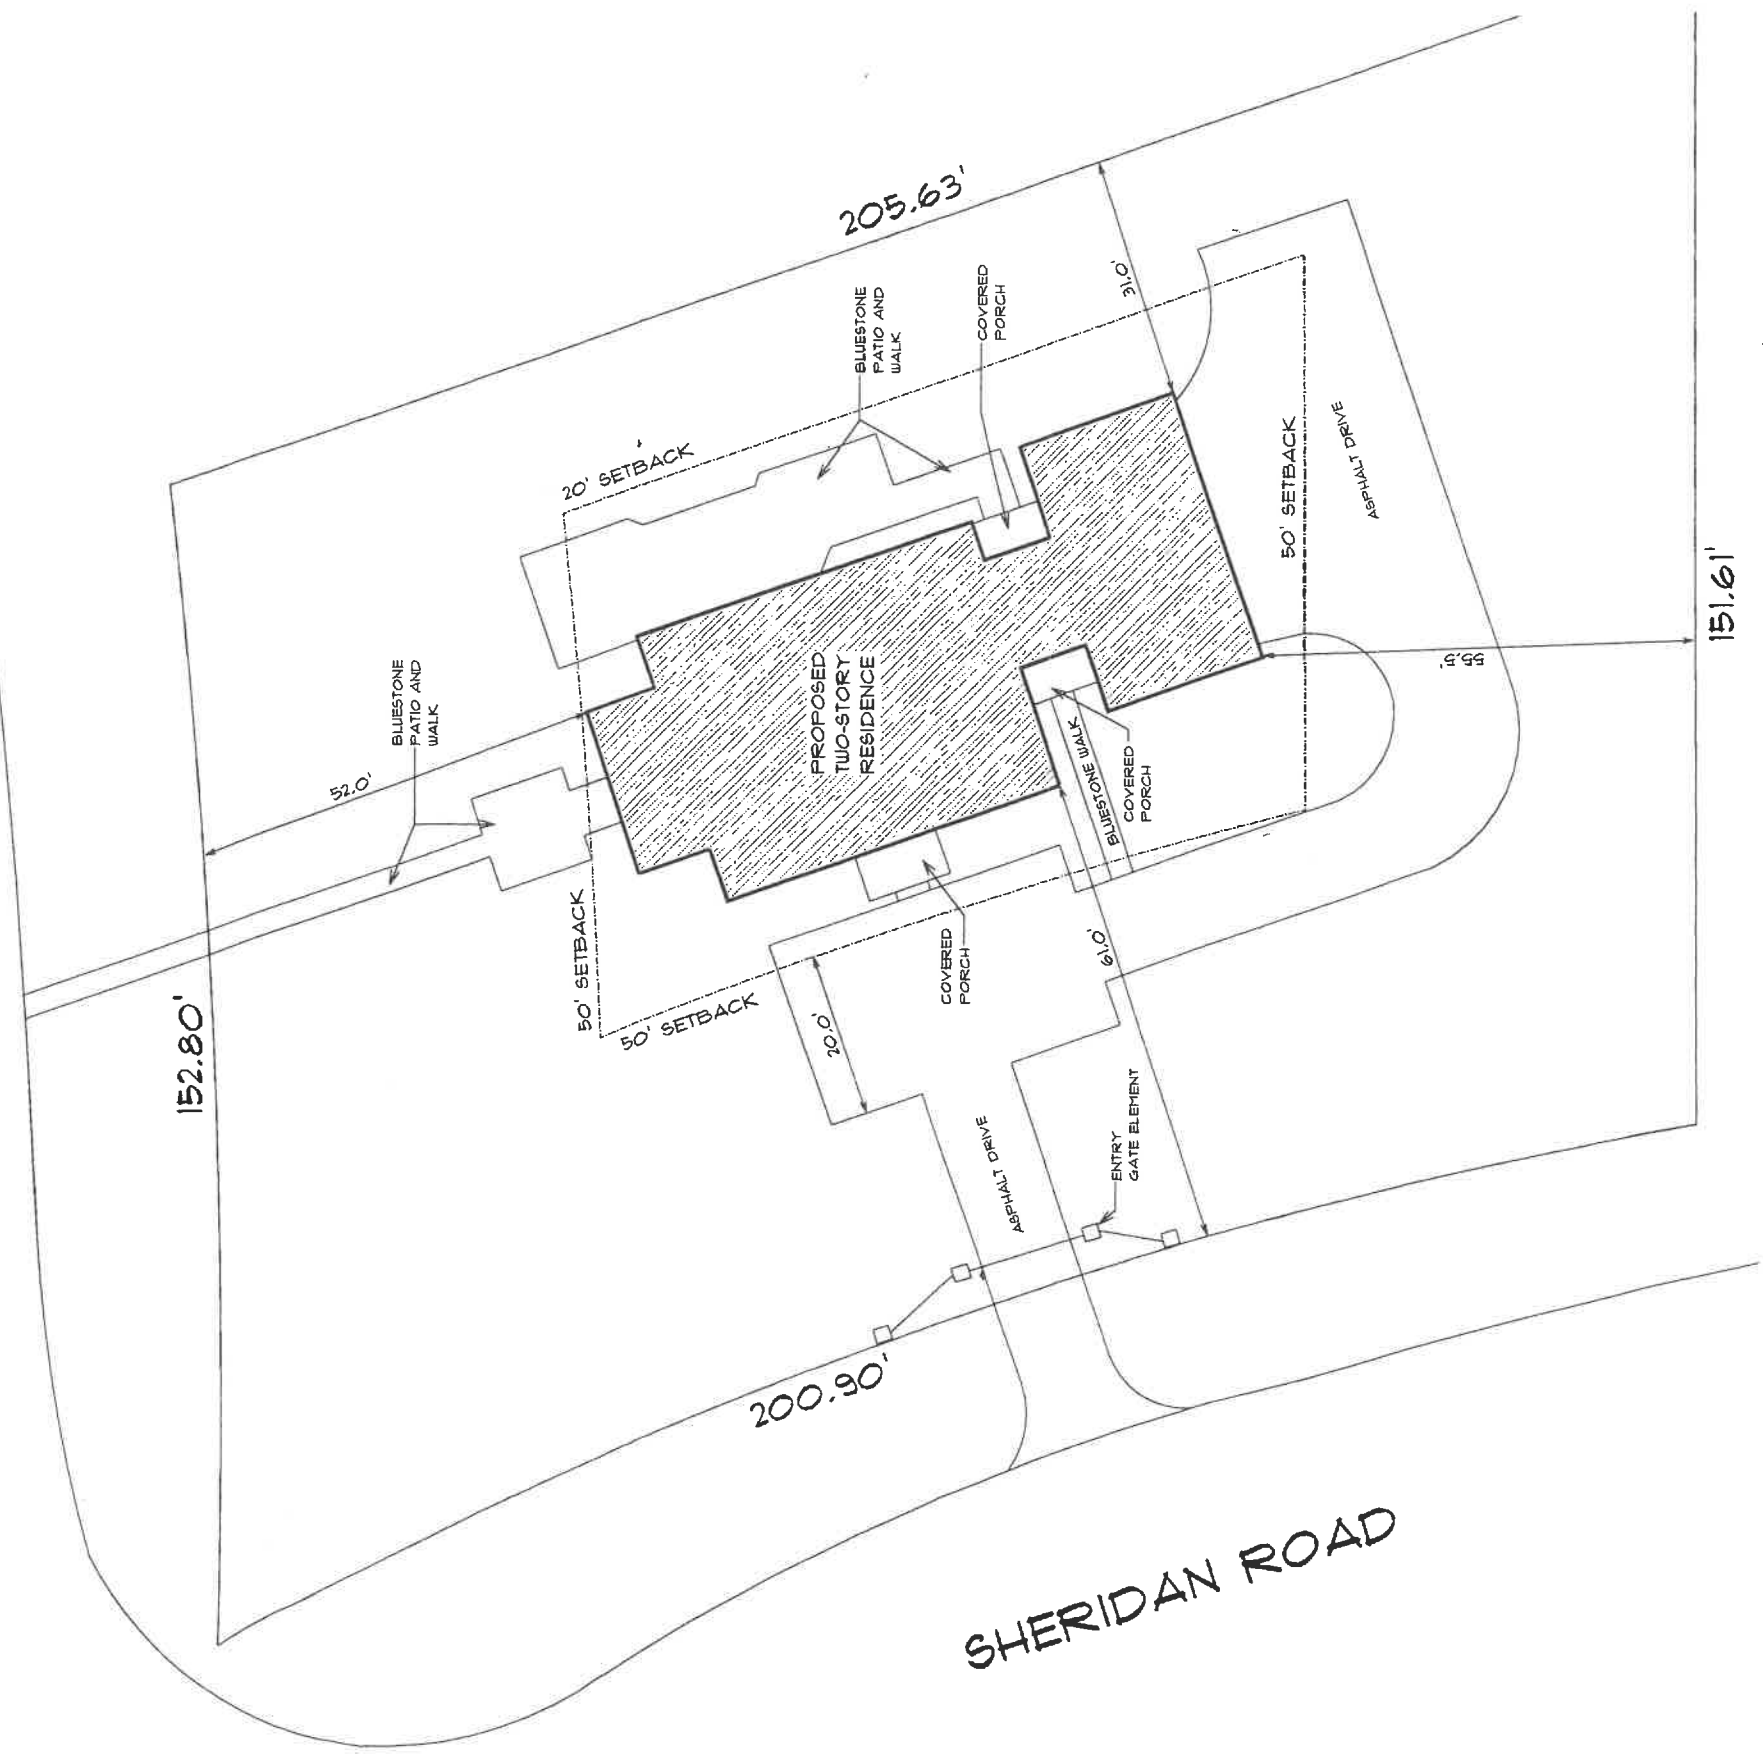 205.63'
31.0'
COVERED
PORCH
BLUESTONE
PATIO AND
WALK
20' SETBACK
50' SETBACK
ASPHALT DRIVE
151.61'
55.5'
BLUESTONE
PATIO AND
WALK
52.0'
PROPOSED
TWO-STORY
RESIDENCE
BLUESTONE WALK
COVERED
PORCH
COVERED
PORCH
50' SETBACK
50' SETBACK
152.80'
20.0'
61.0'
ENTRY
GATE ELEMENT
ASPHALT DRIVE
200.90'
SHERIDAN ROAD